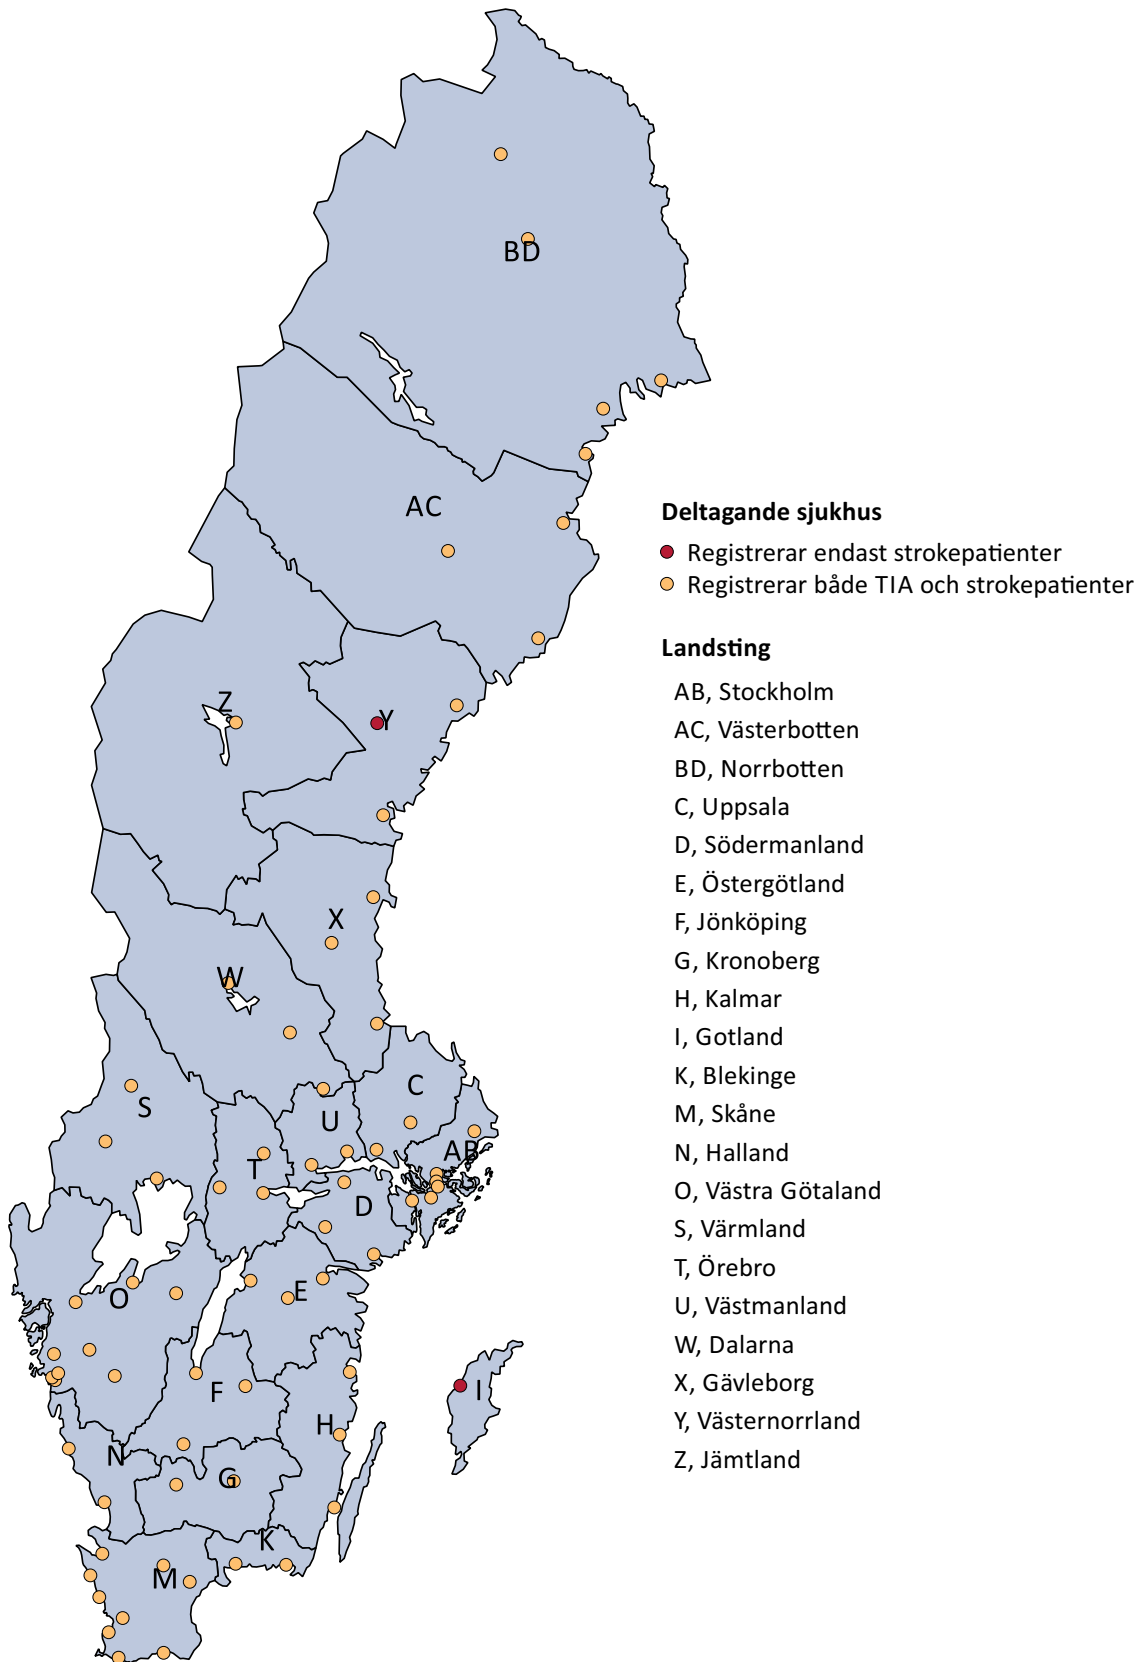 BD
AC
Z
Y
X
W
S
C
U
AB
T
D
O
E
F
I
H
N
G
K
M
Deltagande sjukhus
Registrerar endast strokepatienter
Registrerar både TIA och strokepatienter
Landsting
AB, Stockholm
AC, Västerbotten
BD, Norrbotten
C, Uppsala
D, Södermanland
E, Östergötland
F, Jönköping
G, Kronoberg
H, Kalmar
I, Gotland
K, Blekinge
M, Skåne
N, Halland
O, Västra Götaland
S, Värmland
T, Örebro
U, Västmanland
W, Dalarna
X, Gävleborg
Y, Västernorrland
Z, Jämtland